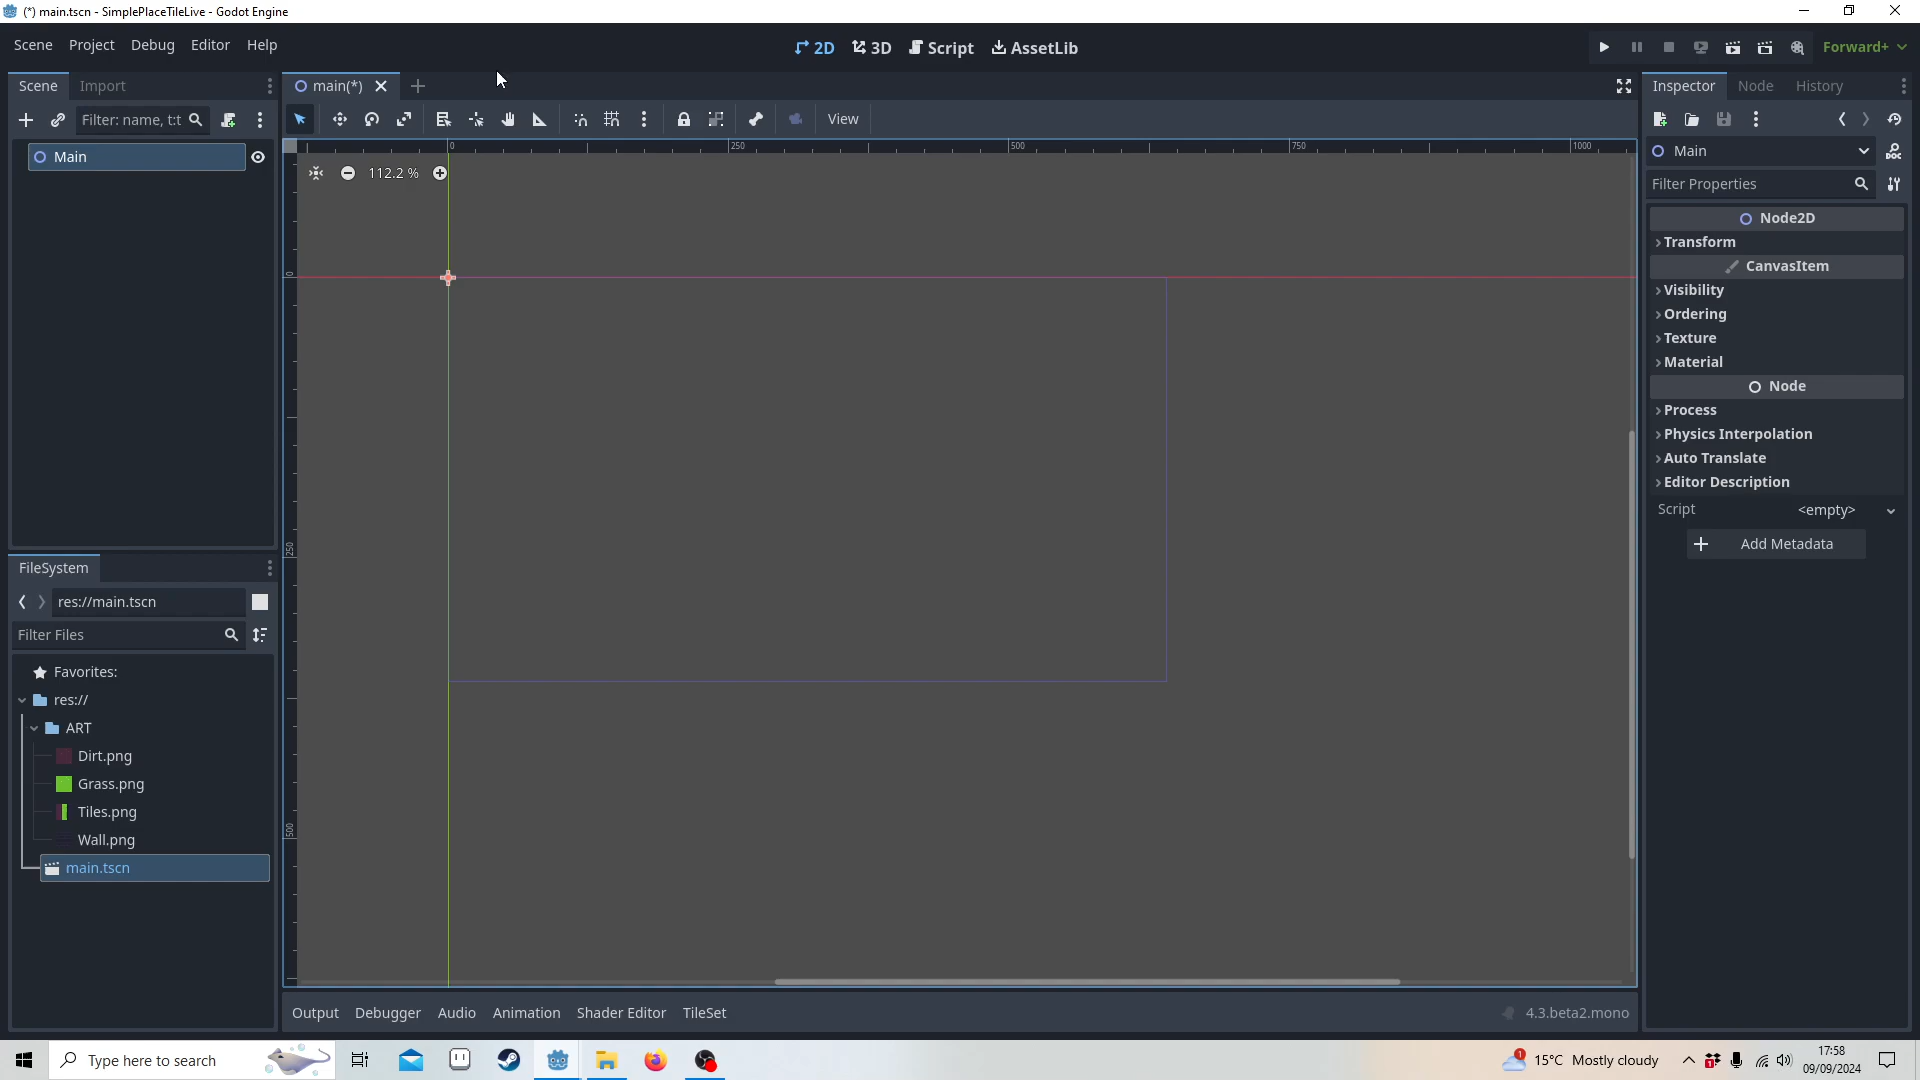 (*) main.tscn - SimplePlaceTileLive - Godot Engine
Scene Project Debug Editor Help
2D 3D Script AssetLib
Forward+
Scene Import
main(*)
Inspector Node History
Filter: name, t:t
View
Main
Main
0 250 500 750 1000
112.2 %
Filter Properties
Node2D
Transform
CanvasItem
Visibility
Ordering
Texture
Material
Node
Process
Physics Interpolation
Auto Translate
Editor Description
Script <empty>
Add Metadata
0
250
500
FileSystem
res://main.tscn
Filter Files
Favorites:
res://
ART
Dirt.png
Grass.png
Tiles.png
Wall.png
main.tscn
Output Debugger Audio Animation Shader Editor TileSet
4.3.beta2.mono
Type here to search
1
15°C Mostly cloudy
17:58
09/09/2024